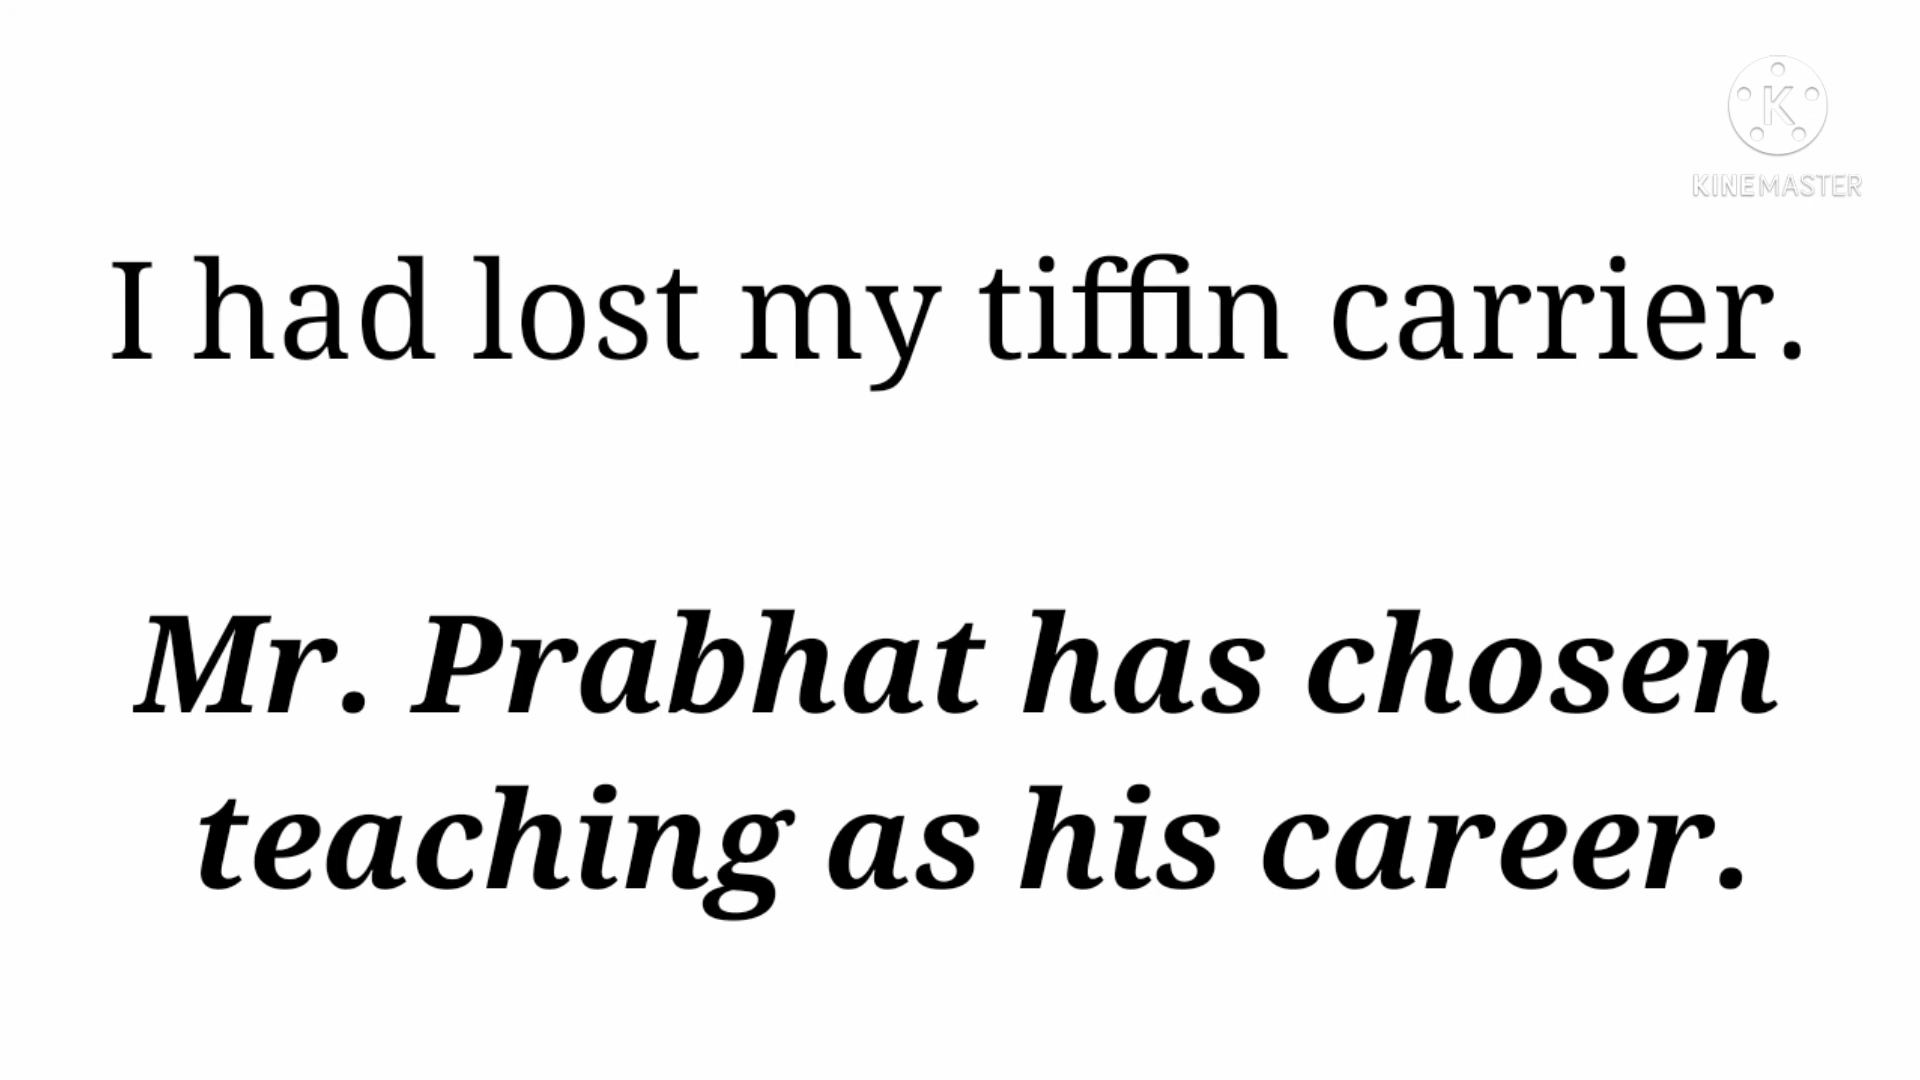 K
KINEMASTER
I had lost my tiffin carrier.
Mr. Prabhat has chosen
teaching as his career.